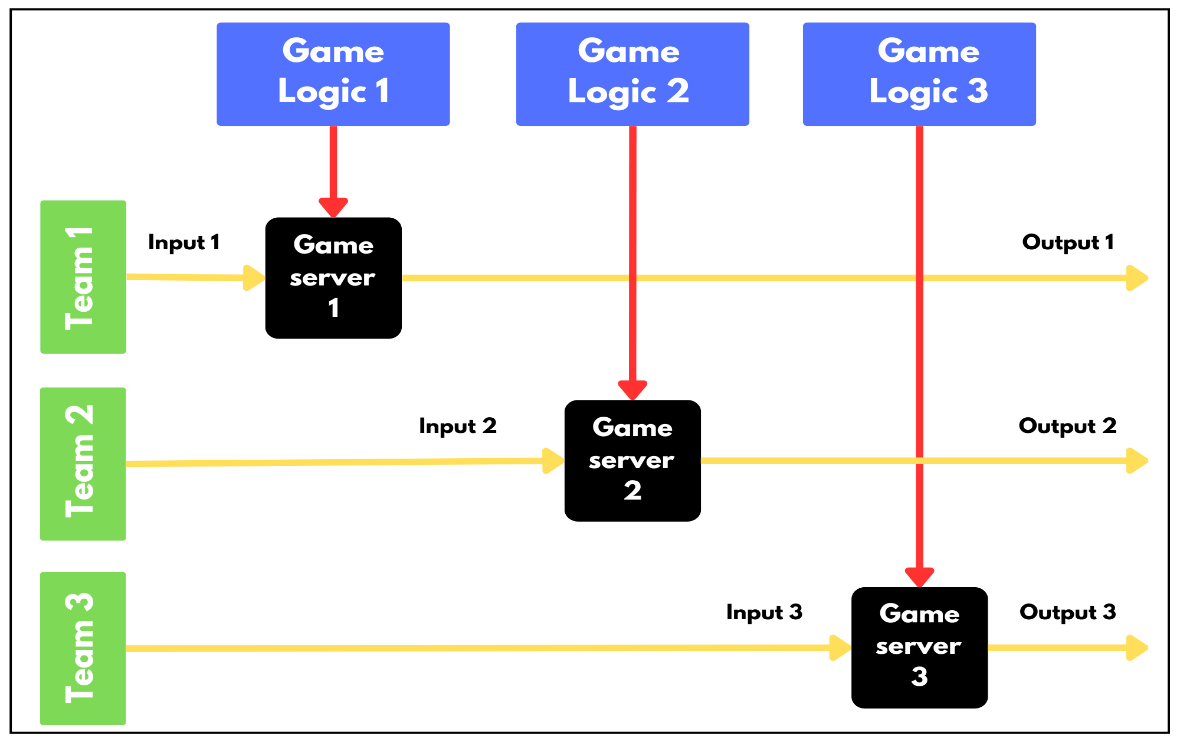 Game
Logic 1
Game
Logic 2
Game
Logic 3
Team 1
Input 1
Game
server
1
Output 1
Team 2
Input 2
Game
server
2
Output 2
Team 3
Input 3
Game
server
3
Output 3